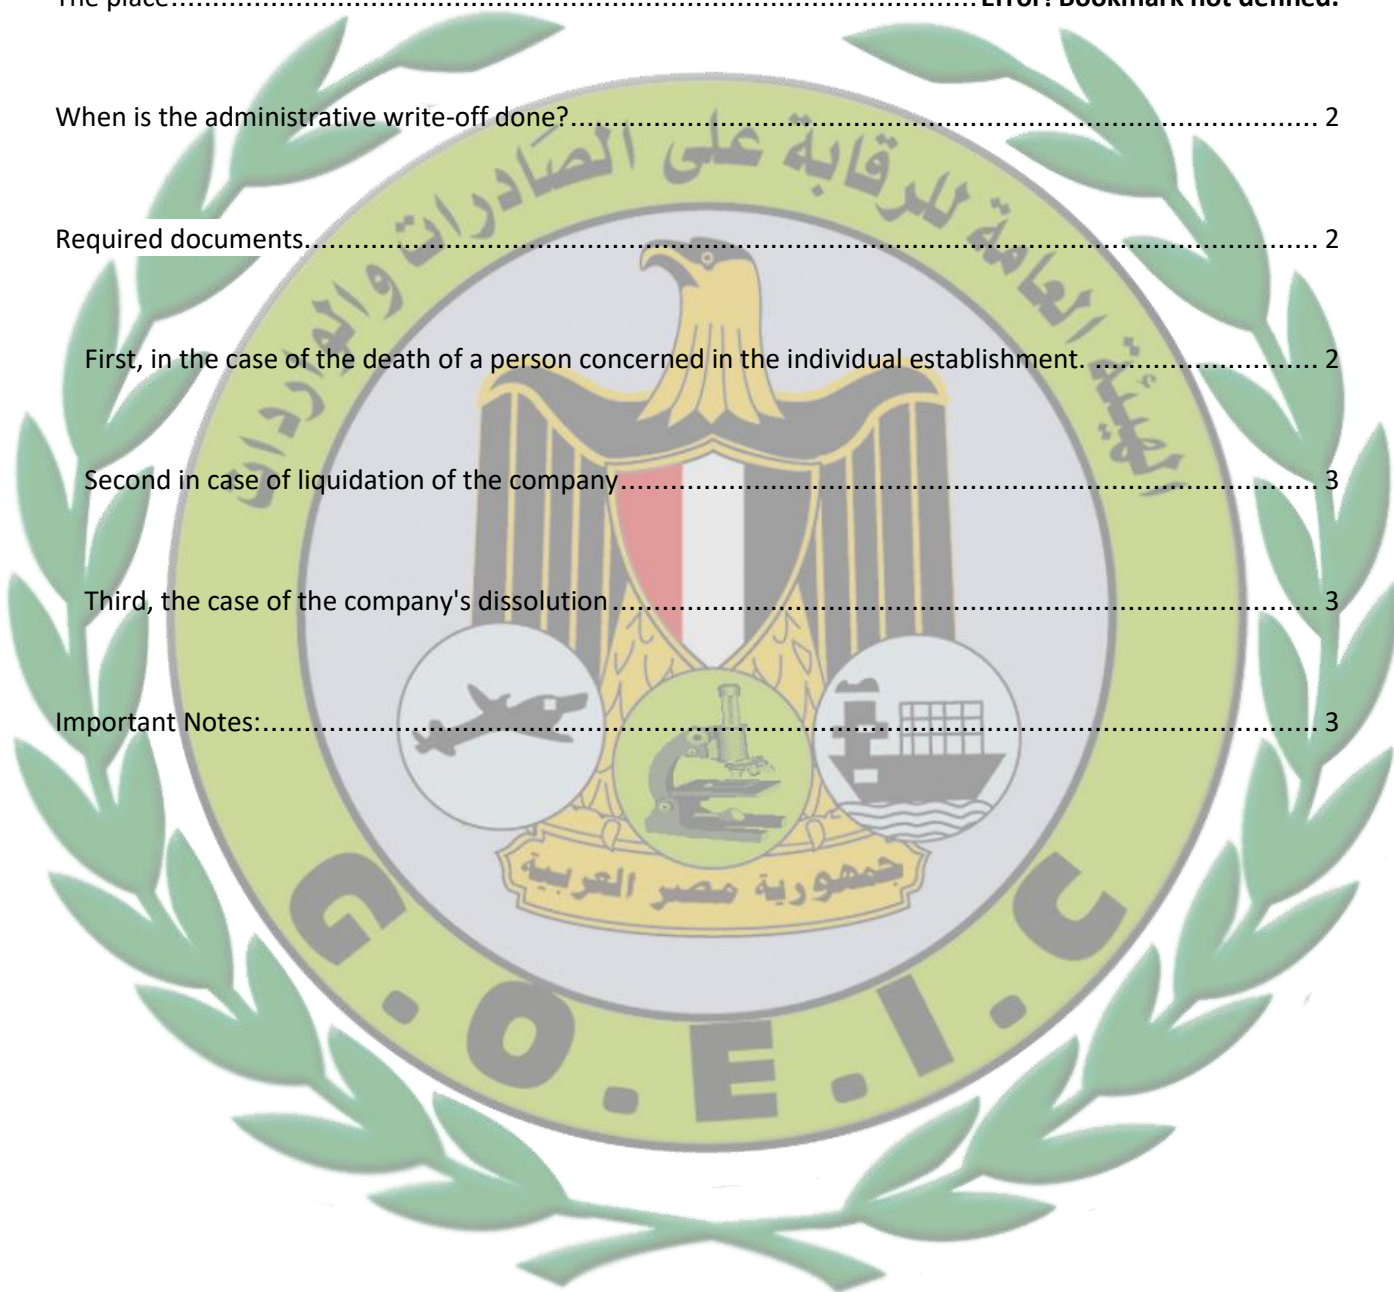 The place........................................................................................................Error! Bookmark not defined.
When is the administrative write-off done?................................................................................................ 2
Required documents.................................................................................................................................. 2
First, in the case of the death of a person concerned in the individual establishment. ............................ 2
Second in case of liquidation of the company........................................................................................... 3
Third, the case of the company's dissolution ............................................................................................ 3
Important Notes:........................................................................................................................................ 3
الهيئة العامة للرقابة على الصادرات والواردات
جمهورية مصر العربية
G.O.E.I.C